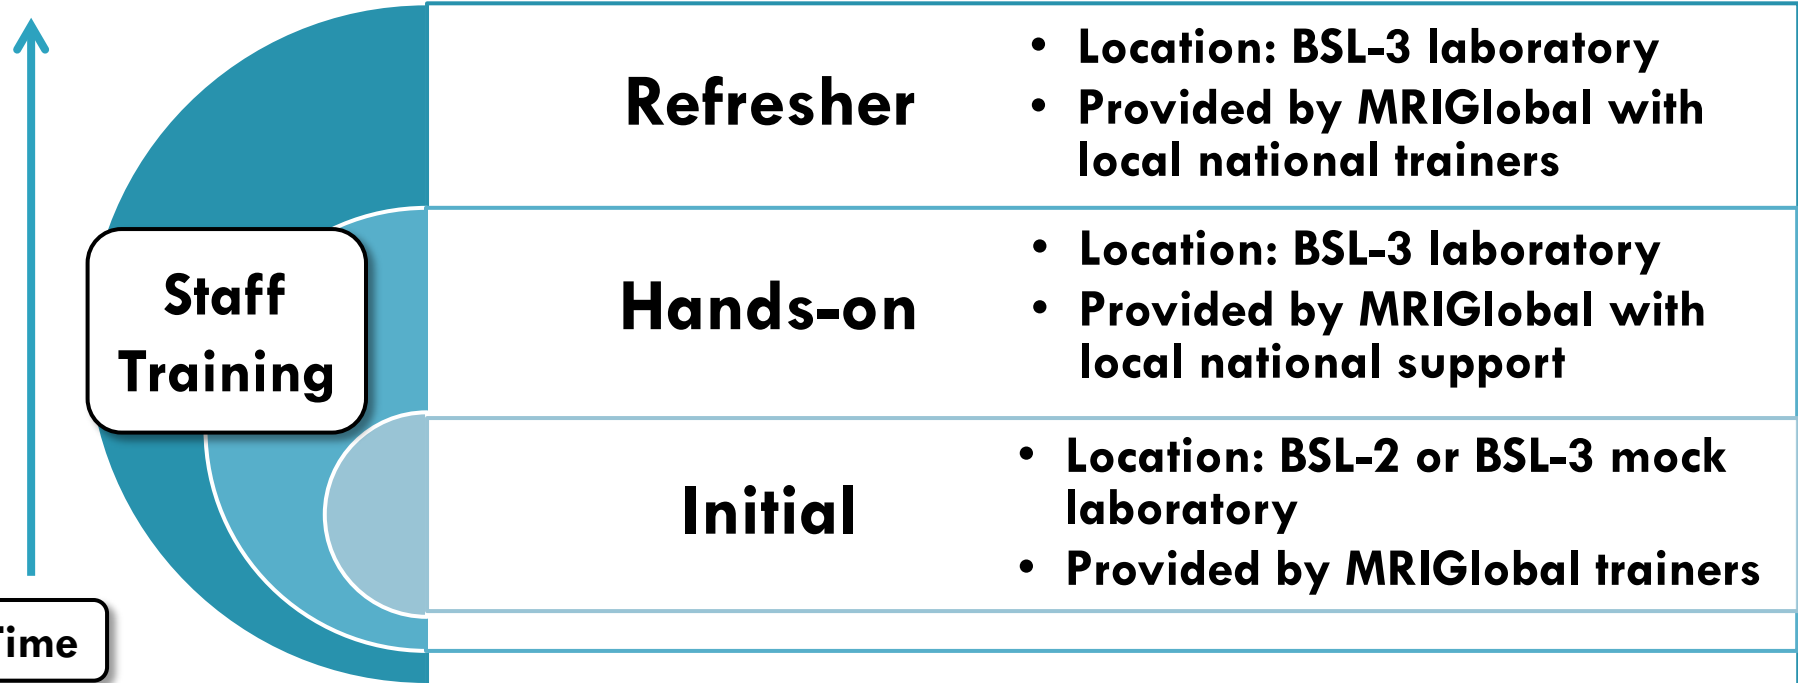 Refresher
• Location: BSL-3 laboratory
• Provided by MRIGlobal with
local national trainers
Staff
Training
Hands-on
• Location: BSL-3 laboratory
• Provided by MRIGlobal with
local national support
Initial
• Location: BSL-2 or BSL-3 mock
laboratory
• Provided by MRIGlobal trainers
Time